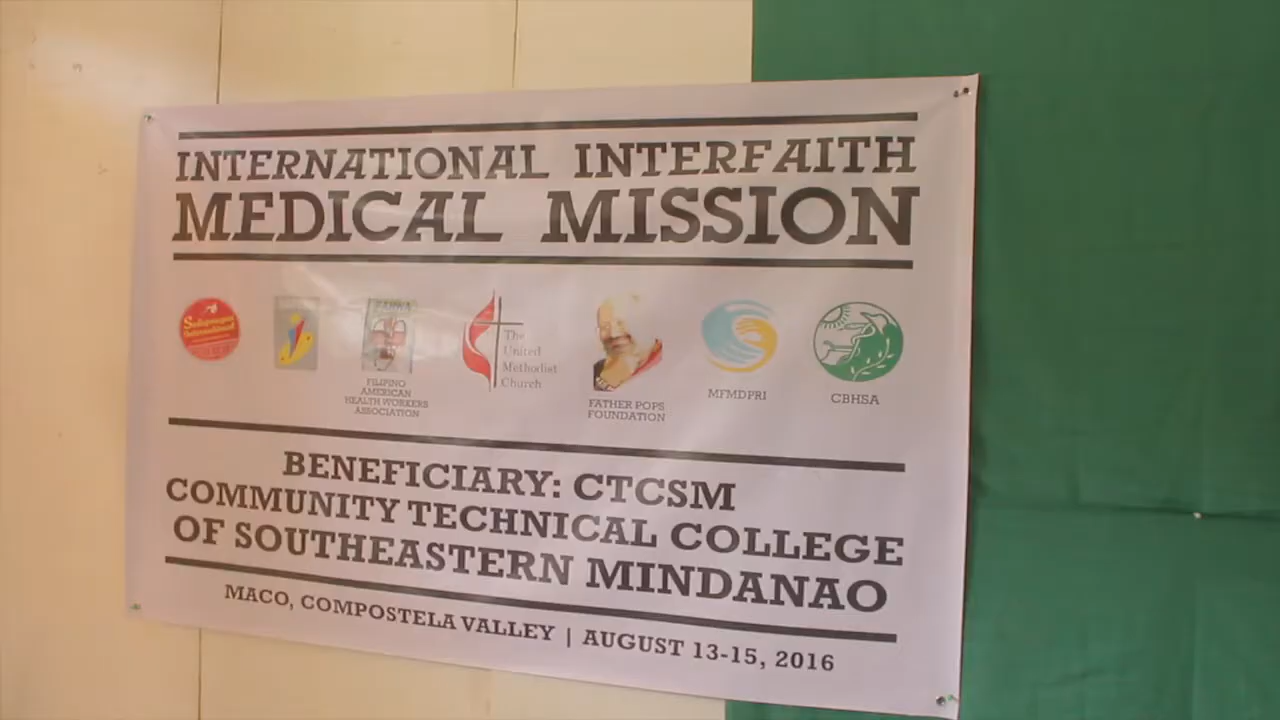 INTERNATIONAL INTERFAITH
MEDICAL MISSION
FILIPINO
AMERICAN
HEALTH WORKERS
ASSOCIATION
The
United
Methodist
Church
FATHER POPS
FOUNDATION
MFMDPRI
CBHSA
BENEFICIARY: CTCSM
COMMUNITY TECHNICAL COLLEGE
OF SOUTHEASTERN MINDANAO
MACO, COMPOSTELA VALLEY | AUGUST 13-15, 2016